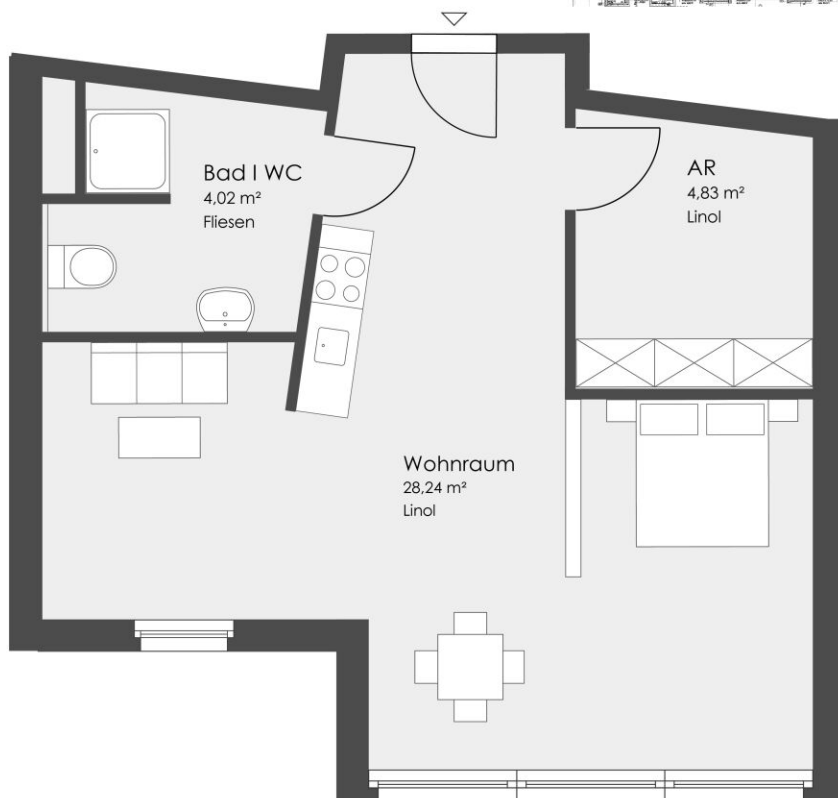 Bad I WC
4,02 m²
Fliesen
AR
4,83 m²
Linol
Wohnraum
28,24 m²
Linol